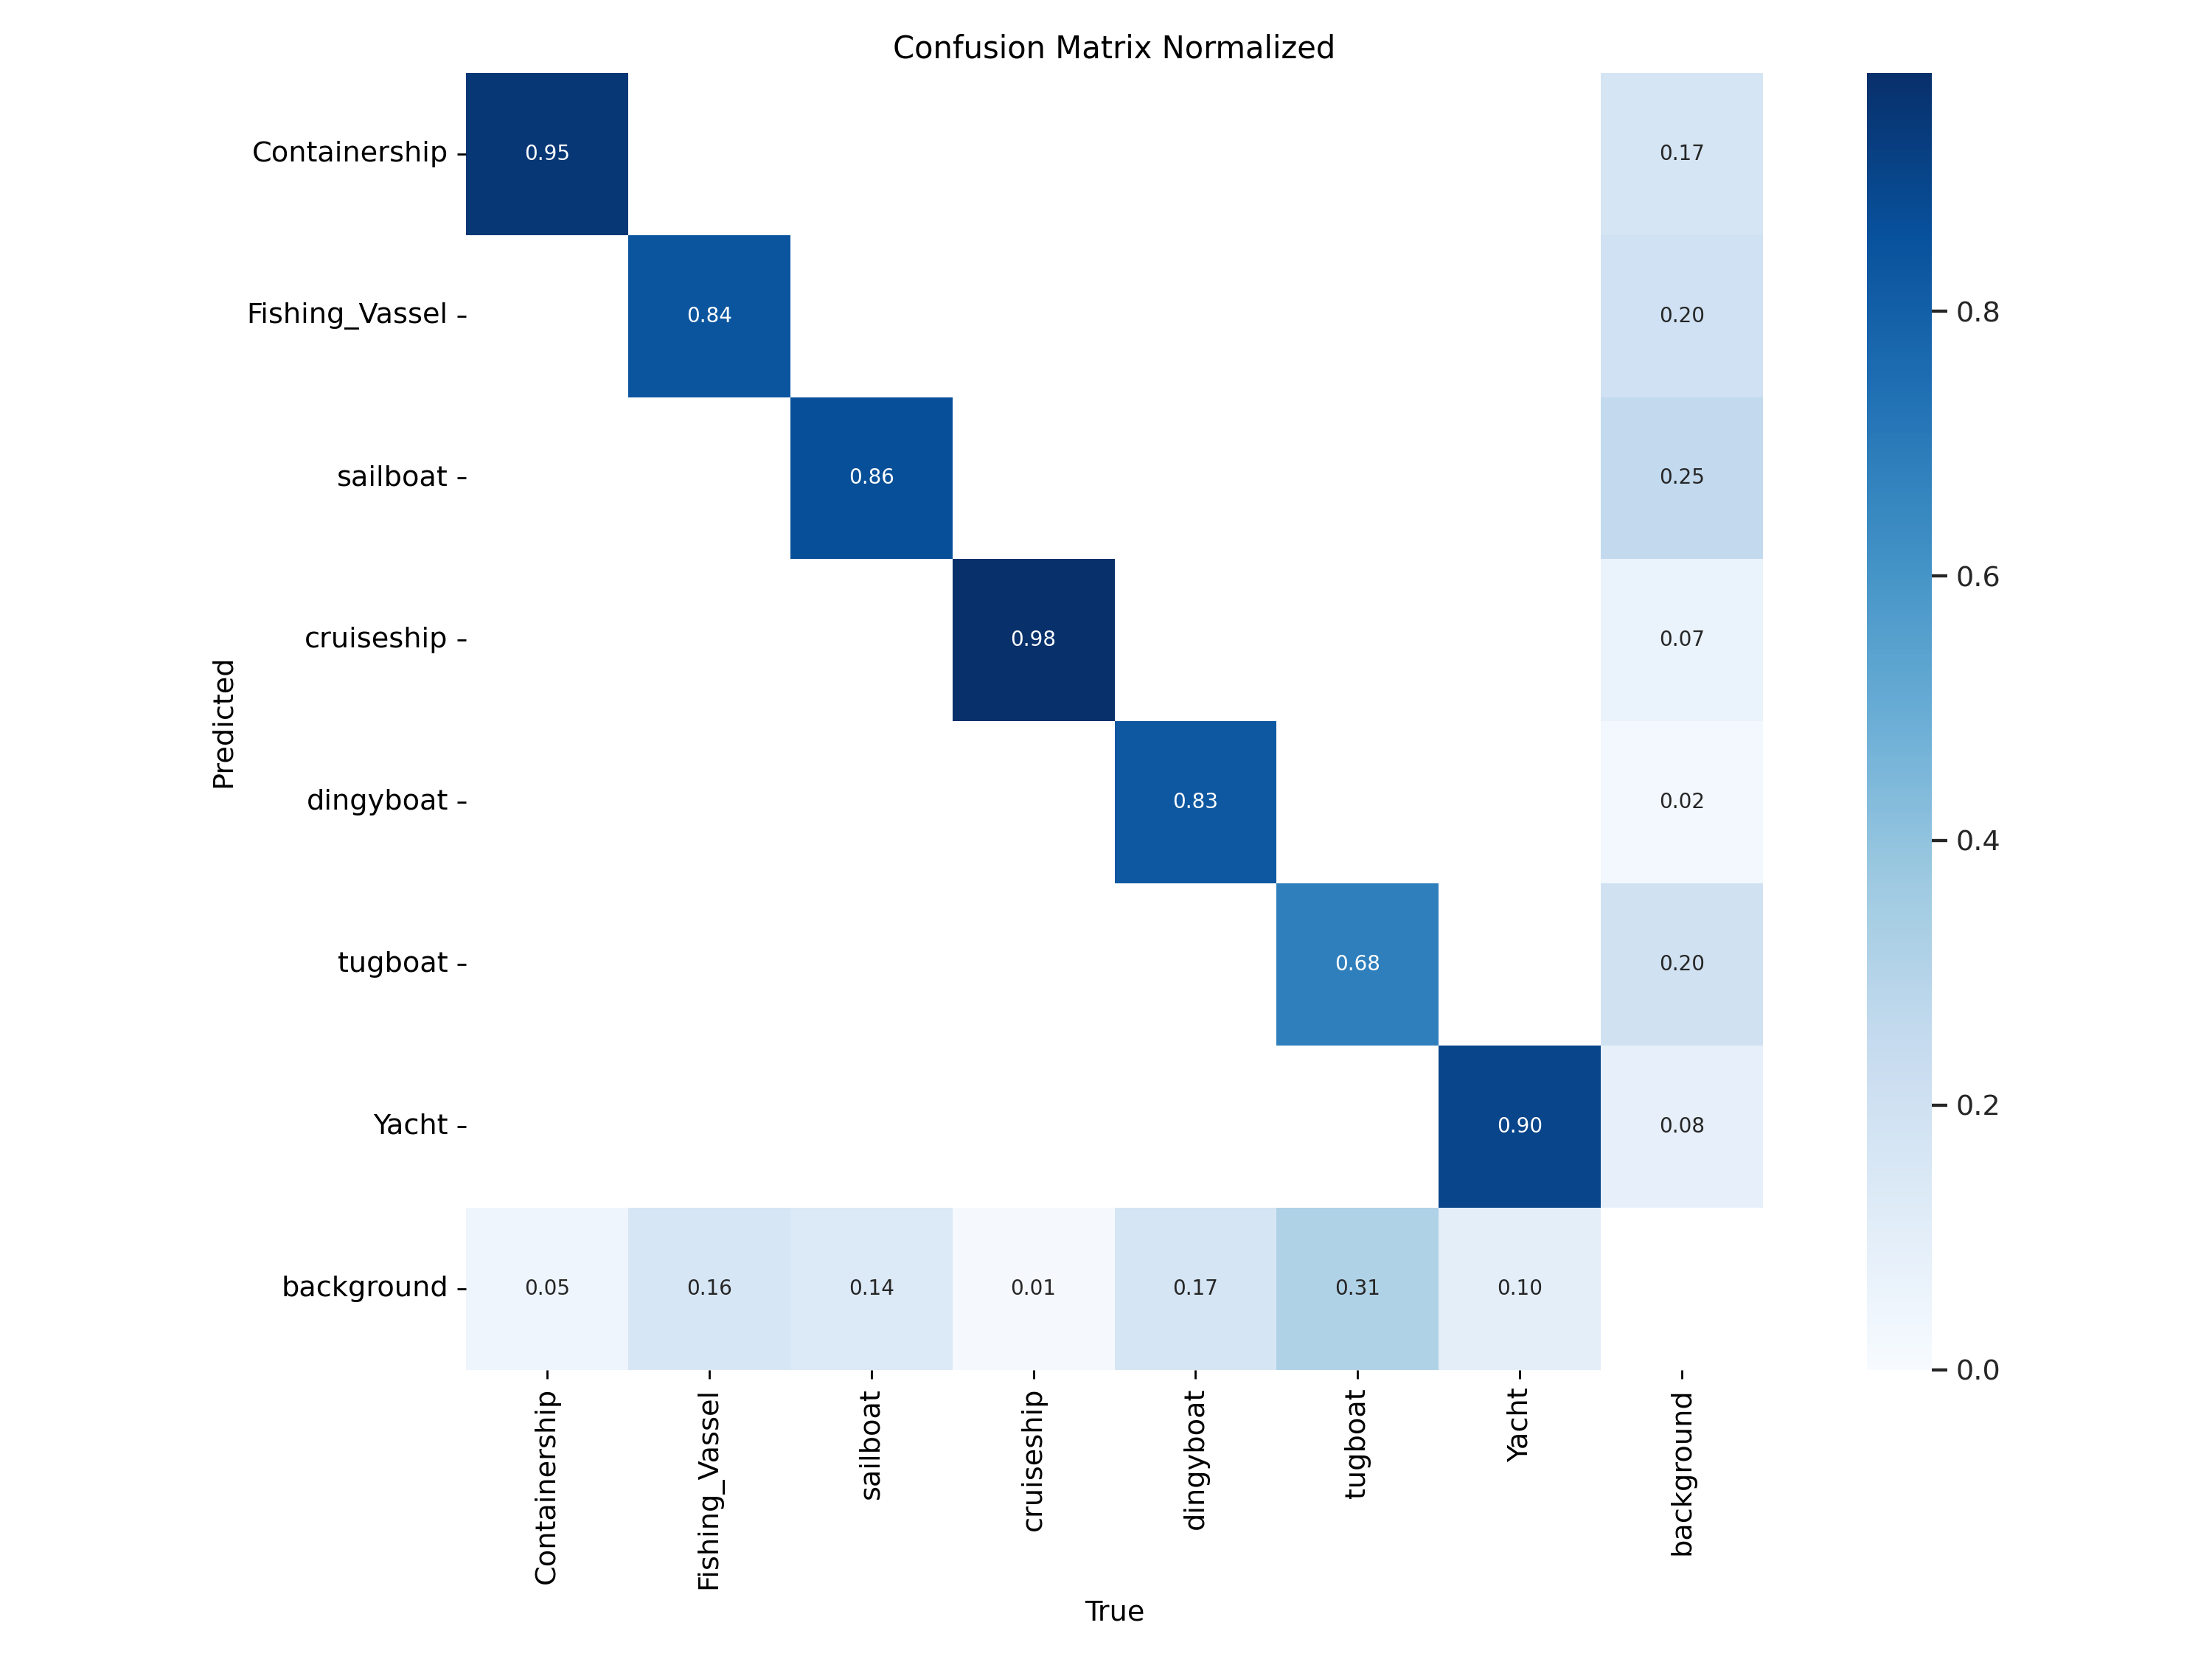 Confusion Matrix Normalized
Containership
0.95
0.17
Fishing_Vassel
0.84
0.20
0.8
sailboat
0.86
0.25
0.6
cruiseship
0.98
0.07
Predicted
dingyboat
0.83
0.02
0.4
tugboat
0.68
0.20
0.2
Yacht
0.90
0.08
background
0.05
0.16
0.14
0.01
0.17
0.31
0.10
0.0
Containership
Fishing_Vassel
sailboat
cruiseship
dingyboat
tugboat
Yacht
background
True